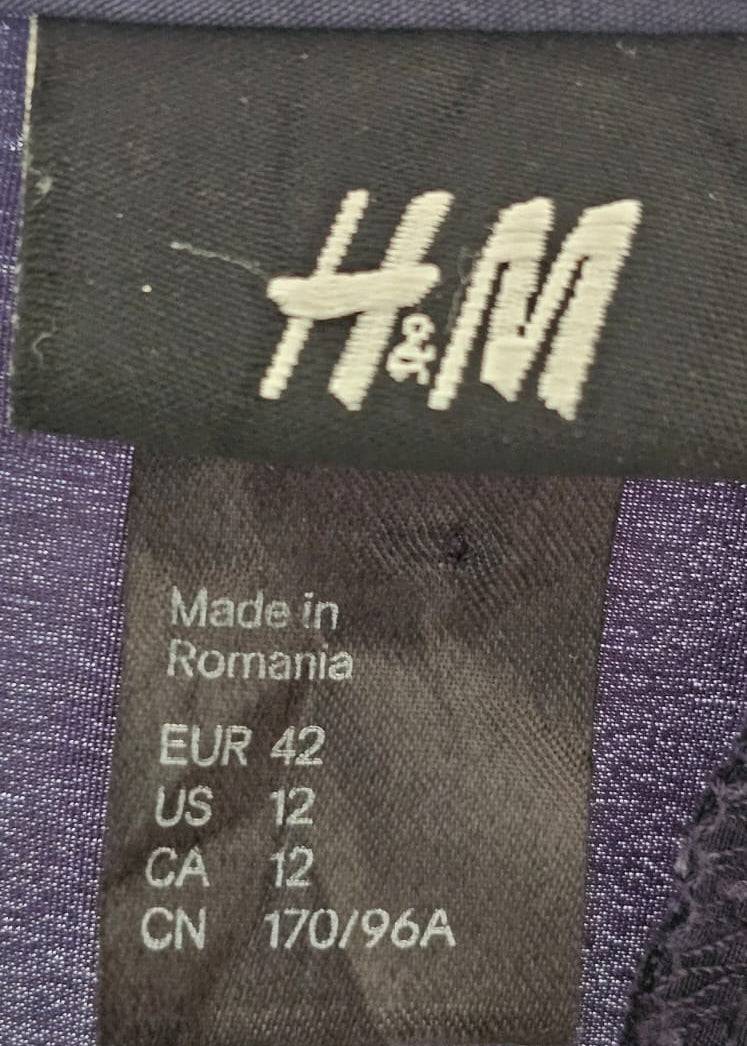 H&M
Made in
Romania
EUR 42
US 12
CA 12
CN 170/96A